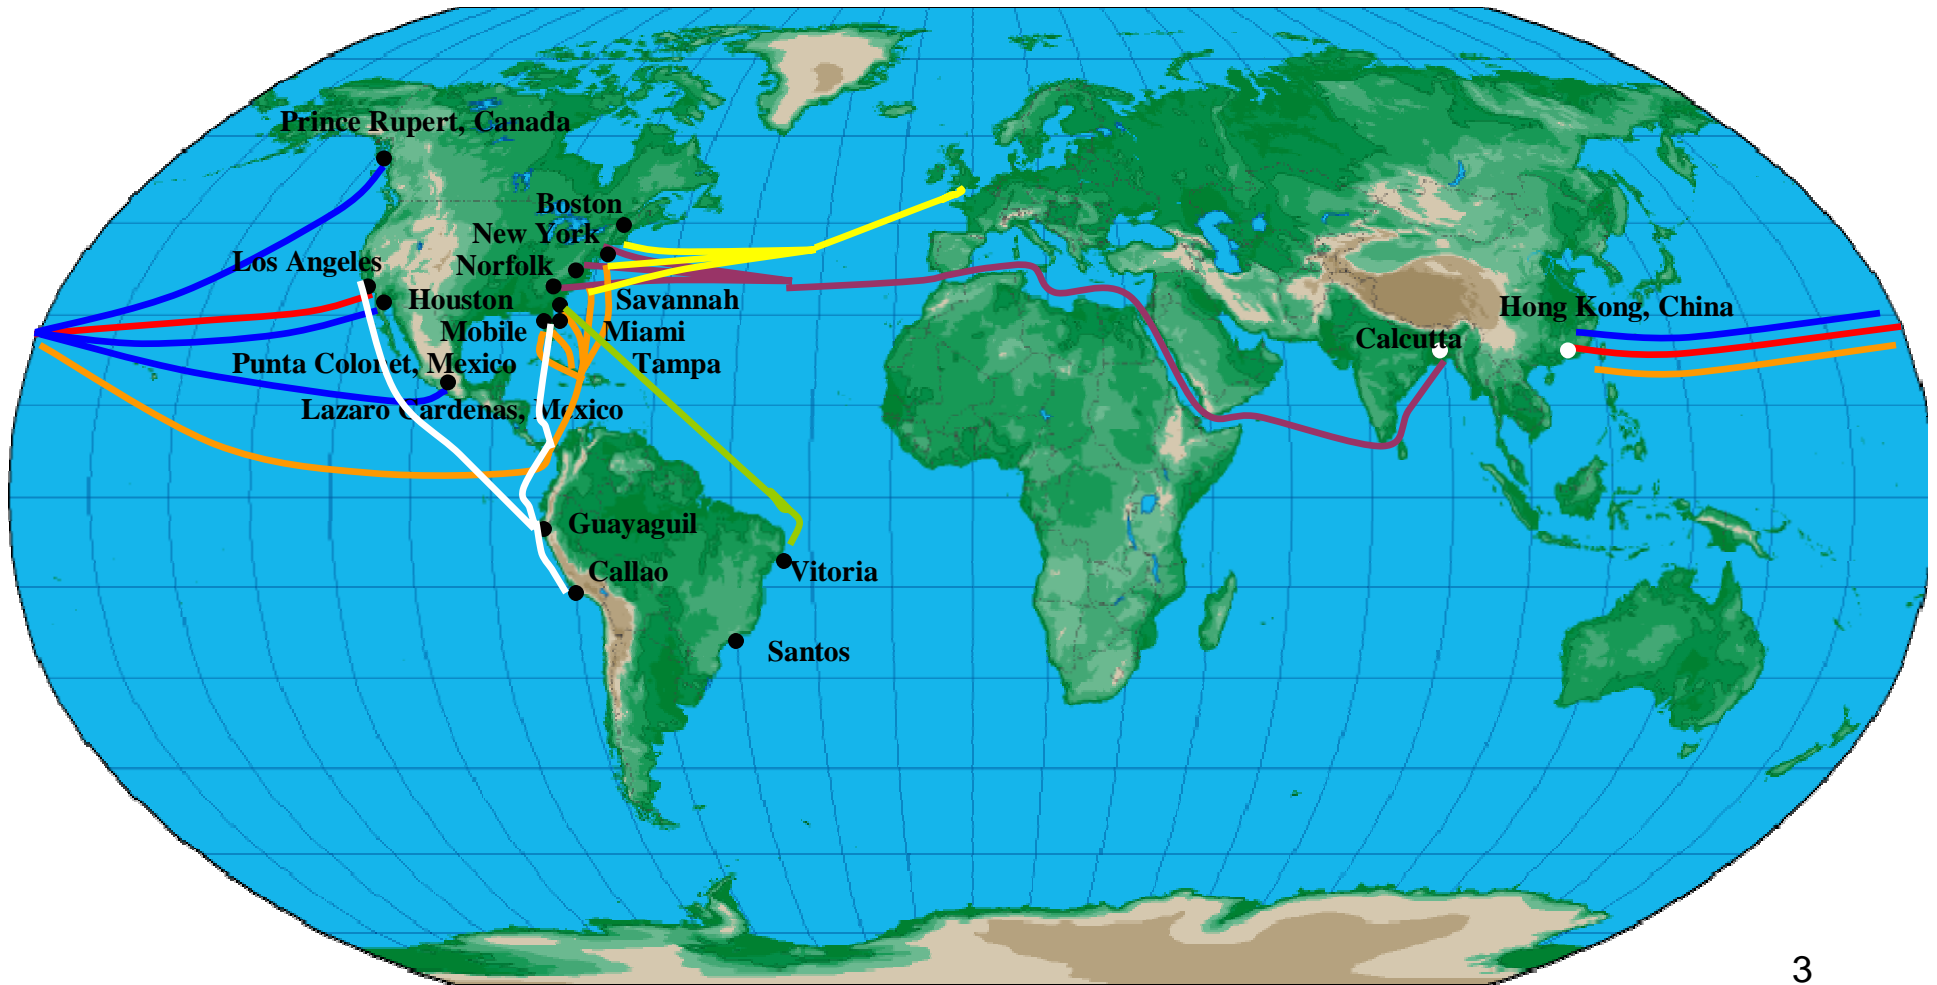 Prince Rupert, Canada
Boston
New York
Los Angeles
Norfolk
Houston
Savannah
Hong Kong, China
Mobile
Miami
Calcutta
Punta Colonet, Mexico
Tampa
Lazaro Cardenas, Mexico
Guayaguil
Callao
Vitoria
Santos
3